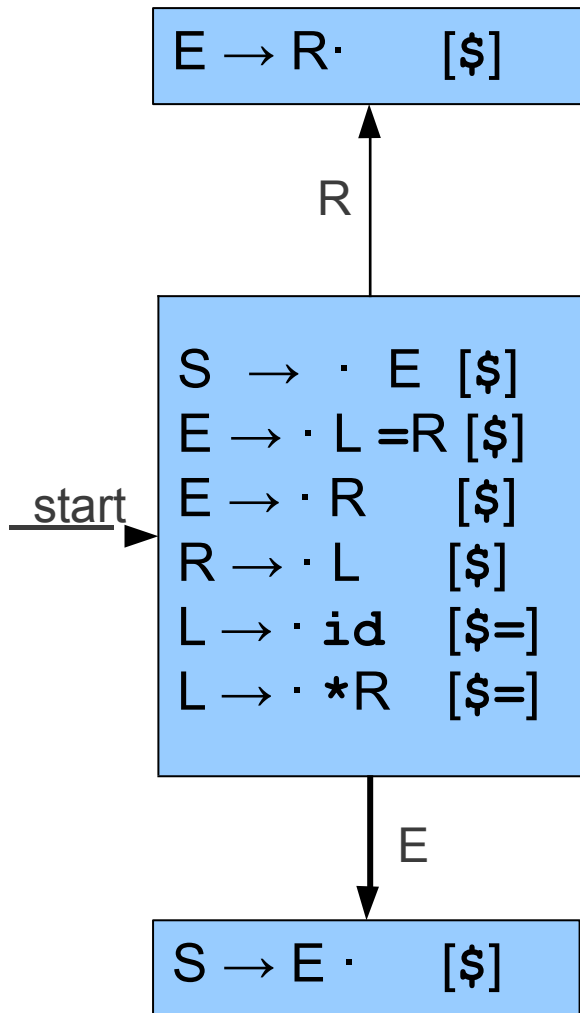 E → R· [$]
R
S → · E [$]
E → · L =R [$]
E → · R [$]
start
R → · L [$]
L → · id [$=]
L → · *R [$=]
E
S → E · [$]